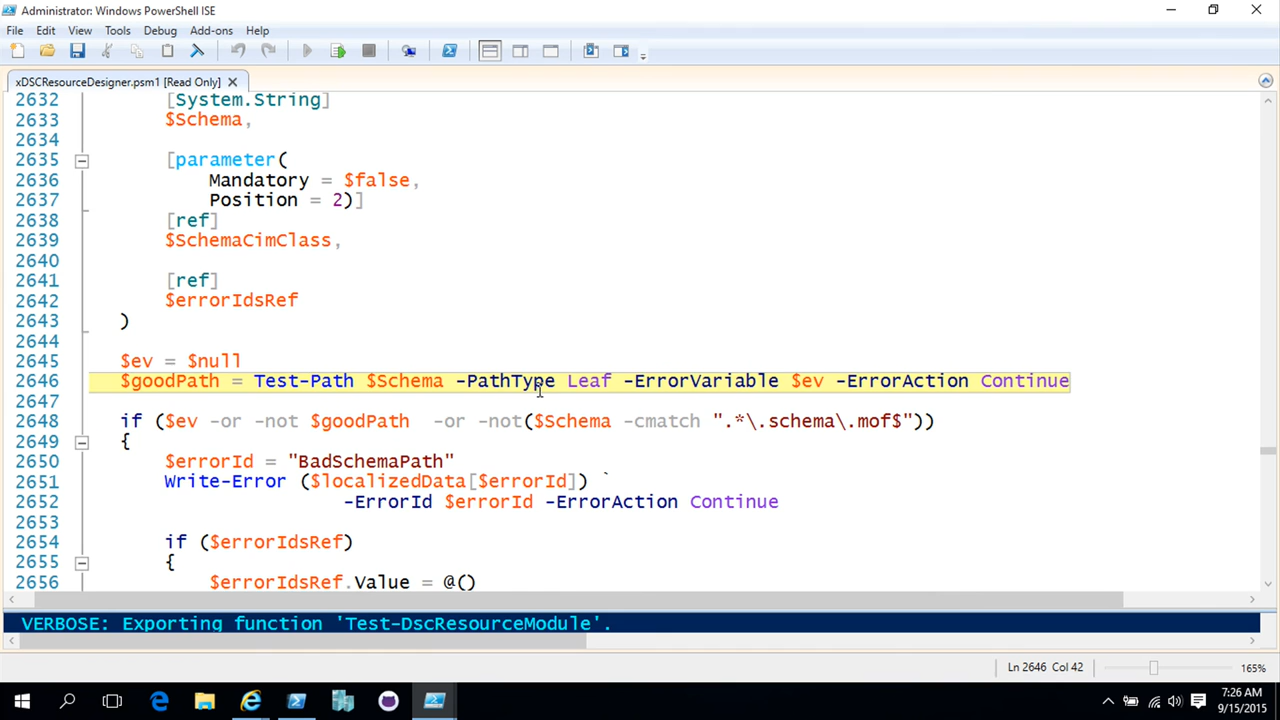 Administrator: Windows PowerShell ISE
File Edit View Tools Debug Add-ons Help
xDSCResourceDesigner.psm1 [Read Only]
2632 [System.String]
2633 $Schema,
2634
2635 [parameter(
2636 Mandatory = $false,
2637 Position = 2)]
2638 [ref]
2639 $SchemaCimClass,
2640
2641 [ref]
2642 $errorIdsRef
2643 )
2644
2645 $ev = $null
2646 $goodPath = Test-Path $Schema -PathType Leaf -ErrorVariable $ev -ErrorAction Continue
2647
2648 if ($ev -or -not $goodPath -or -not($Schema -cmatch ".*\.schema\.mof$"))
2649 {
2650 $errorId = "BadSchemaPath"
2651 Write-Error ($localizedData[$errorId]) `
2652 -ErrorId $errorId -ErrorAction Continue
2653
2654 if ($errorIdsRef)
2655 {
2656 $errorIdsRef.Value = @()
VERBOSE: Exporting function 'Test-DscResourceModule'.
Ln 2646 Col 42 165%
7:26 AM
9/15/2015